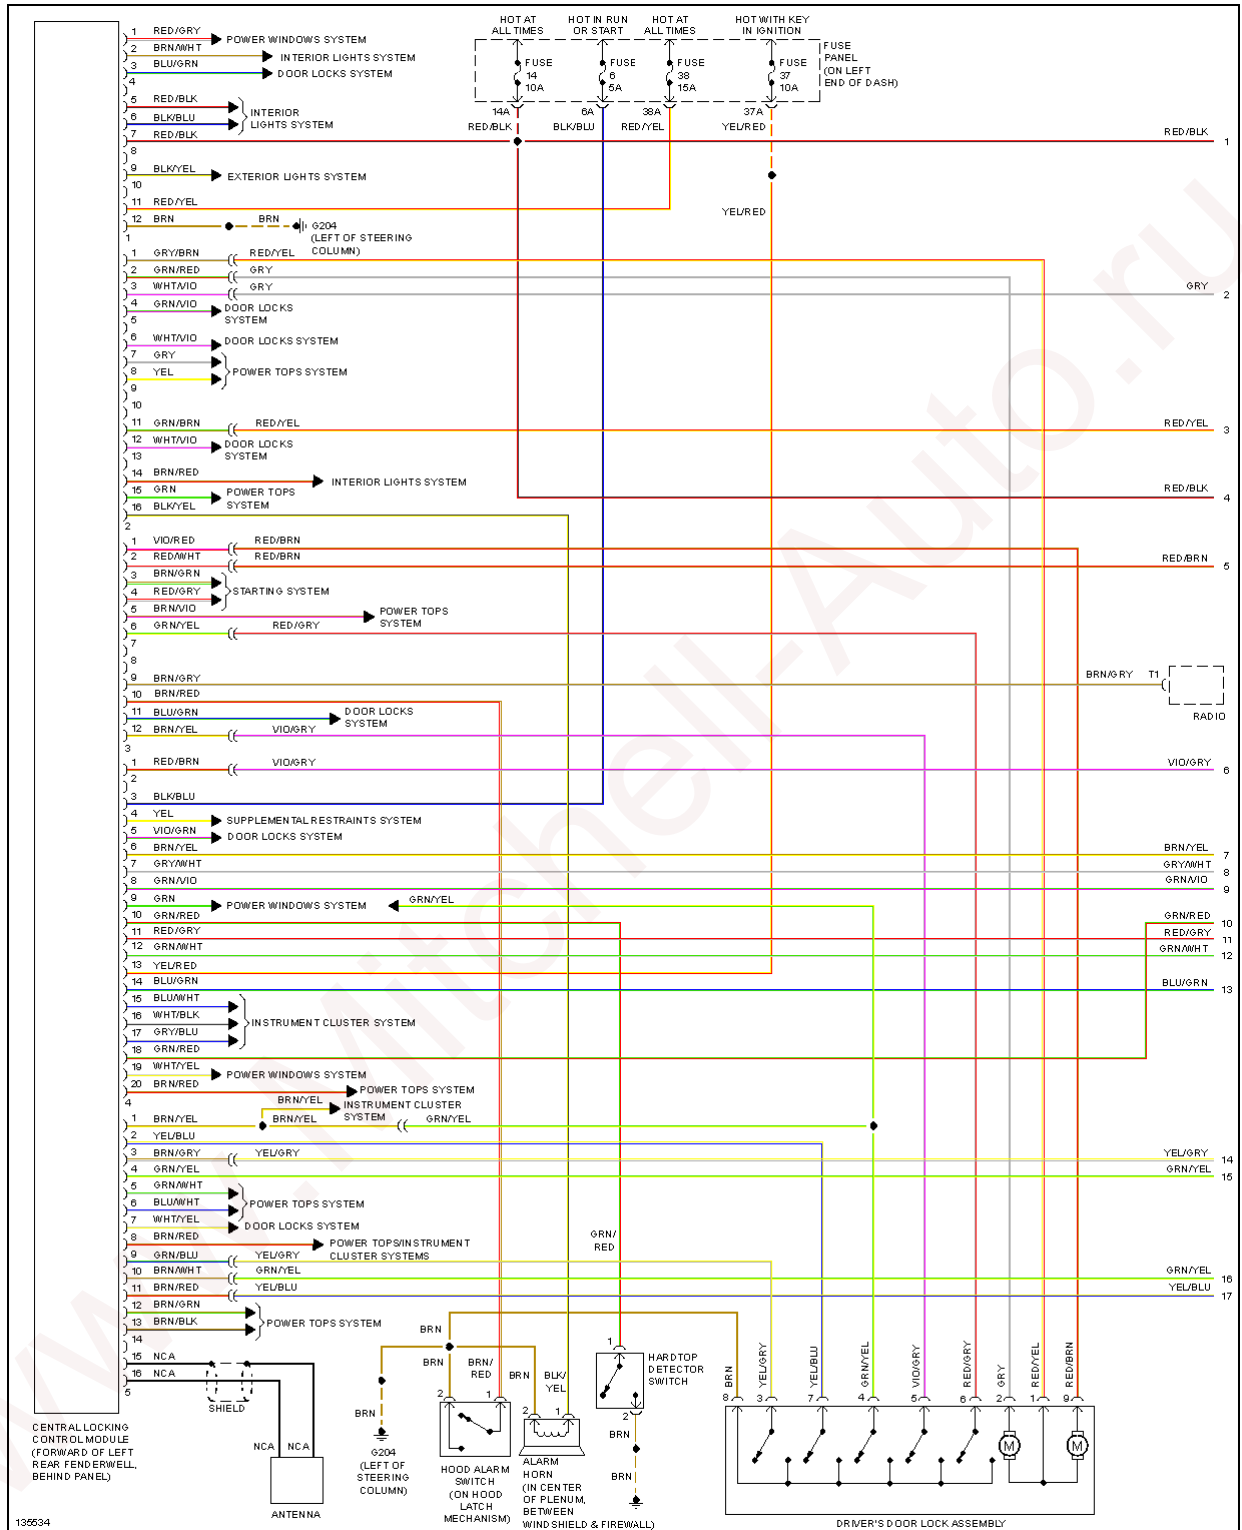 HOT AT
ALL TIMES
HOT IN RUN
OR START
HOT AT
ALL TIMES
HOT WITH KEY
IN IGNITION
FUSE
14
10A
FUSE
6
5A
FUSE
38
15A
FUSE
37
10A
FUSE
PANEL
(ON LEFT
END OF DASH)
14A
6A
38A
37A
RED/BLK
BLK/BLU
RED/YEL
YEL/RED
YEL/RED
1 RED/GRY POWER WINDOWS SYSTEM
2 BRN/WHT INTERIOR LIGHTS SYSTEM
3 BLU/GRN DOOR LOCKS SYSTEM
4
5 RED/BLK INTERIOR
6 BLK/BLU LIGHTS SYSTEM
7 RED/BLK RED/BLK 1
8
9 BLK/YEL EXTERIOR LIGHTS SYSTEM
10
11 RED/YEL
12 BRN BRN G204
(LEFT OF STEERING
COLUMN)
1
1 GRY/BRN RED/YEL
2 GRN/RED GRY
3 WHT/VIO GRY GRY 2
4 GRN/VIO DOOR LOCKS
SYSTEM
5
6 WHT/VIO DOOR LOCKS SYSTEM
7 GRY
8 YEL POWER TOPS SYSTEM
9
10
11 GRN/BRN RED/YEL RED/YEL 3
12 WHT/VIO DOOR LOCKS
SYSTEM
13
14 BRN/RED INTERIOR LIGHTS SYSTEM
15 GRN POWER TOPS
SYSTEM
RED/BLK 4
16 BLK/YEL
2
1 VIO/RED RED/BRN
2 RED/WHT RED/BRN RED/BRN 5
3 BRN/GRN
4 RED/GRY STARTING SYSTEM
5 BRN/VIO POWER TOPS
SYSTEM
6 GRN/YEL RED/GRY
7
8
9 BRN/GRY BRN/GRY T1
RADIO
10 BRN/RED
11 BLU/GRN DOOR LOCKS
SYSTEM
12 BRN/YEL VIO/GRY
3
1 RED/BRN VIO/GRY VIO/GRY 6
2
3 BLK/BLU
4 YEL SUPPLEMENTAL RESTRAINTS SYSTEM
5 VIO/GRN DOOR LOCKS SYSTEM
6 BRN/YEL BRN/YEL 7
7 GRY/WHT GRY/WHT 8
8 GRN/VIO GRN/VIO 9
9 GRN POWER WINDOWS SYSTEM GRN/YEL
10 GRN/RED GRN/RED 10
11 RED/GRY RED/GRY 11
12 GRN/WHT GRN/WHT 12
13 YEL/RED
14 BLU/GRN BLU/GRN 13
15 BLU/WHT
16 WHT/BLK INSTRUMENT CLUSTER SYSTEM
17 GRY/BLU
18 GRN/RED
19 WHT/YEL POWER WINDOWS SYSTEM
20 BRN/RED POWER TOPS SYSTEM
4
BRN/YEL INSTRUMENT CLUSTER
SYSTEM
1 BRN/YEL BRN/YEL GRN/YEL
2 YEL/BLU
3 BRN/GRY YEL/GRY YEL/GRY 14
4 GRN/YEL GRN/YEL 15
5 GRN/WHT
6 BLU/WHT POWER TOPS SYSTEM
7 WHT/YEL DOOR LOCKS SYSTEM
8 BRN/RED POWER TOPS/INSTRUMENT
CLUSTER SYSTEMS
9 GRN/BLU YEL/GRY
10 BRN/WHT GRN/YEL GRN/YEL 16
11 BRN/RED YEL/BLU YEL/BLU 17
12 BRN/GRN
13 BRN/BLK POWER TOPS SYSTEM
14
15 NCA
16 NCA
5
SHIELD
CENTRAL LOCKING
CONTROL MODULE
(FORWARD OF LEFT
REAR FENDERWELL,
BEHIND PANEL)
NCA NCA
ANTENNA
BRN
G204
(LEFT OF
STEERING
COLUMN)
BRN
BRN
BRN/
RED
2 1
HOOD ALARM
SWITCH
(ON HOOD
LATCH
MECHANISM)
BRN
BLK/
YEL
2 1
ALARM
HORN
(IN CENTER
OF PLENUM,
BETWEEN
WINDSHIELD & FIREWALL)
GRN/
RED
1
HARDTOP
DETECTOR
SWITCH
2
BRN
BRN
BRN
YEL/GRY
YEL/BLU
GRN/YEL
VIO/GRY
RED/GRY
GRY
RED/YEL
RED/BRN
8 3 7 4 5 6 2 1 9
M M
DRIVER'S DOOR LOCK ASSEMBLY
135534
www.Mitchell-Auto.ru